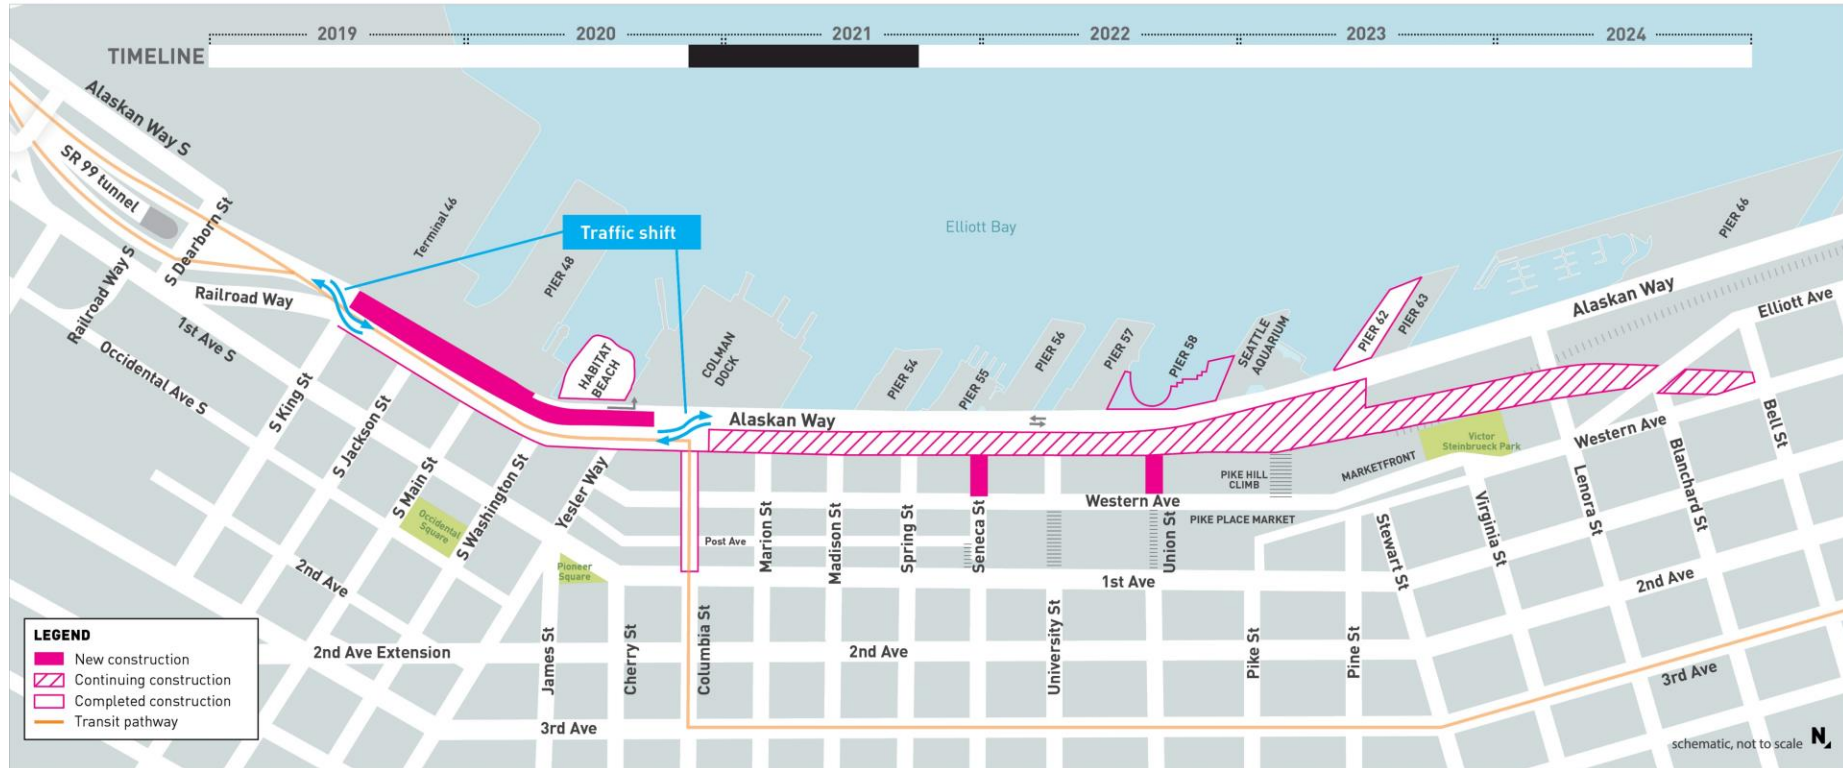 2019
2020
2021
2022
2023
2024
TIMELINE
Alaskan Way S
SR 99 tunnel
S Dearborn St
Railroad Way S
Railroad Way
1st Ave S
Occidental Ave S
Terminal 46
Traffic shift
PIER 48
HABITAT
BEACH
COLMAN
DOCK
Elliott Bay
PIER 54
PIER 55
PIER 56
PIER 57
PIER 58
SEATTLE
AQUARIUM
PIER 62
PIER 63
PIER 66
Alaskan Way
Alaskan Way
Elliott Ave
S King St
S Jackson St
S Main St
S Washington St
Yesler Way
Occidental
Square
Pioneer
Square
2nd Ave
Post Ave
Marion St
Madison St
Spring St
Seneca St
Western Ave
Union St
PIKE HILL
CLIMB
MARKETFRONT
PIKE PLACE MARKET
Victor
Steinbrueck Park
Western Ave
Bell St
Blanchard St
Lenora St
Virginia St
Stewart St
1st Ave
2nd Ave
2nd Ave Extension
James St
Cherry St
Columbia St
2nd Ave
University St
Pike St
Pine St
3rd Ave
3rd Ave
LEGEND
New construction
Continuing construction
Completed construction
Transit pathway
schematic, not to scale
N